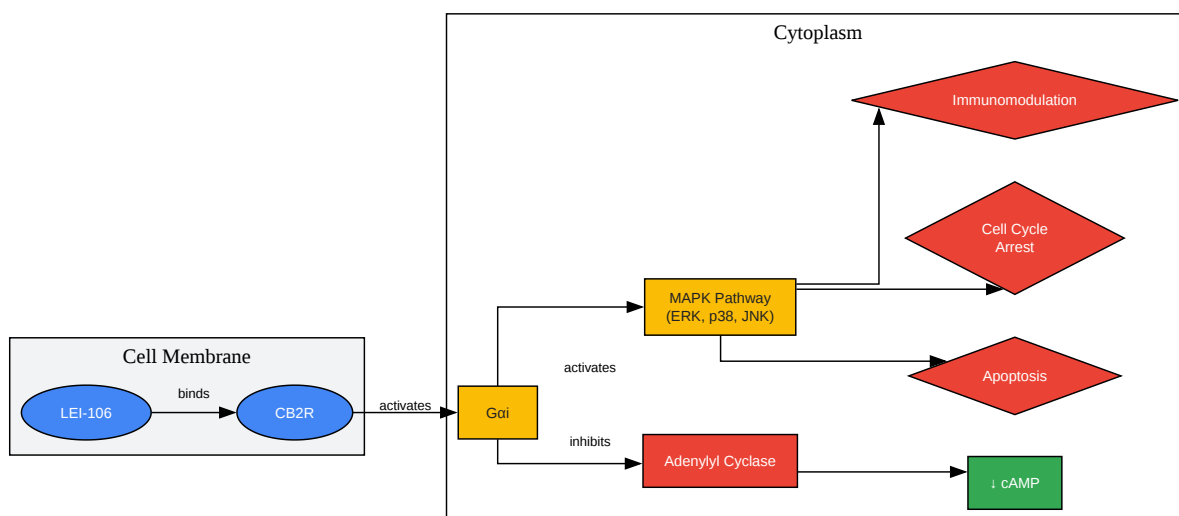 Cytoplasm
Immunomodulation
Cell Cycle
Arrest
MAPK Pathway
(ERK, p38, JNK)
Cell Membrane
activates
Apoptosis
binds
LEI-106
CB2R
activates
Gαi
inhibits
Adenylyl Cyclase
↓ cAMP